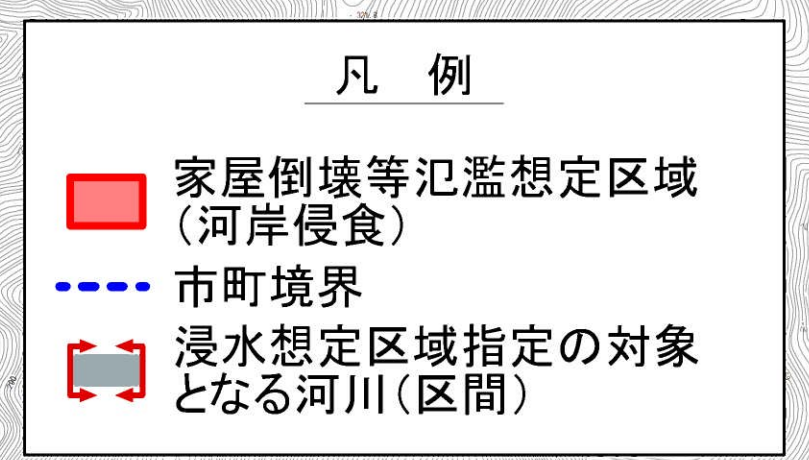 凡　例
家屋倒壊等氾濫想定区域
（河岸侵食）
市町境界
浸水想定区域指定の対象
となる河川（区間）